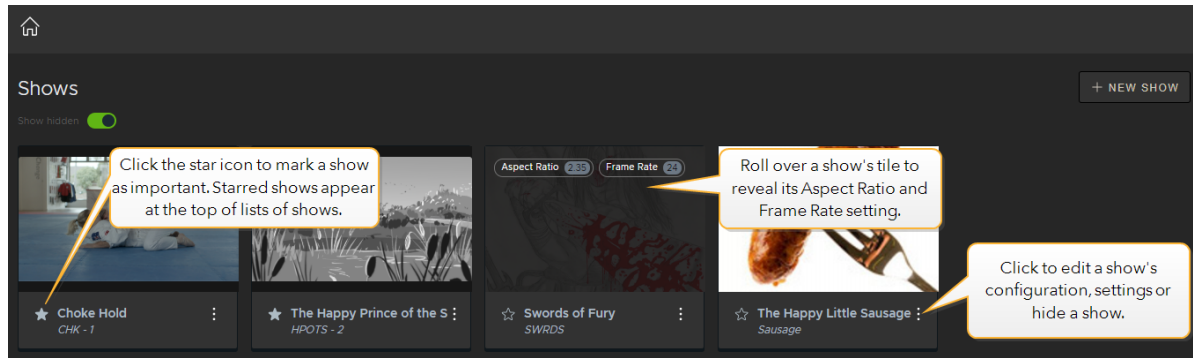 Shows
+ NEW SHOW
Show hidden
Click the star icon to mark a show
as important. Starred shows appear
at the top of lists of shows.
Aspect Ratio 2.35 Frame Rate 24
Roll over a show's tile to
reveal its Aspect Ratio and
Frame Rate setting.
Click to edit a show's
configuration, settings or
hide a show.
Choke Hold
CHK - 1
The Happy Prince of the S
HPOTS - 2
Swords of Fury
SWRDS
The Happy Little Sausage
Sausage